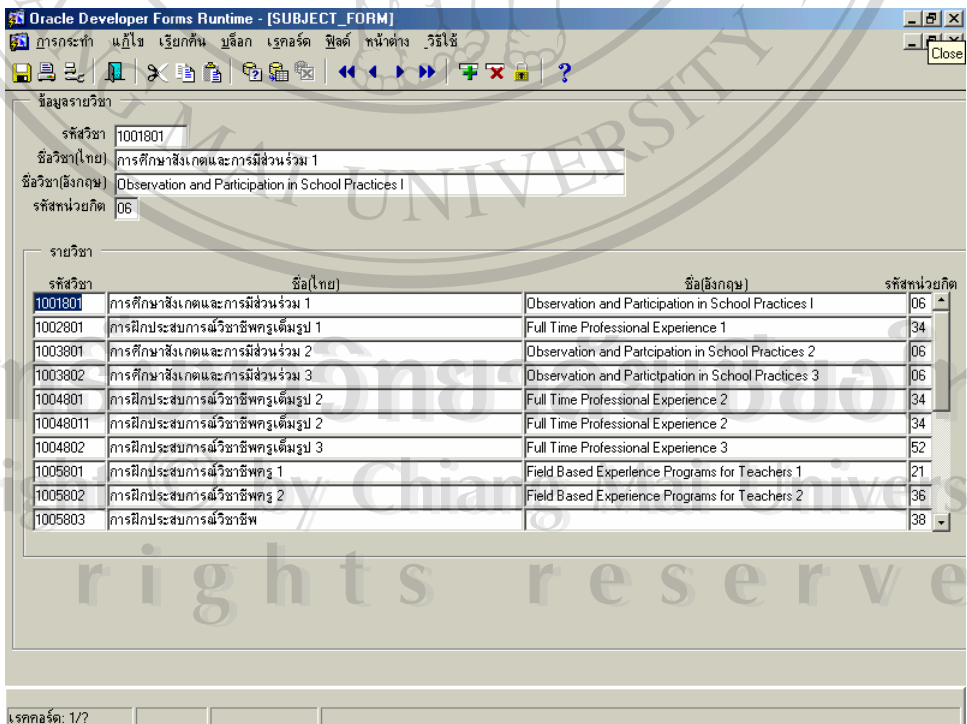 Oracle Developer Forms Runtime - [SUBJECT_FORM]
การกระทำ แก้ไข เรียกค้น บล็อก เรคอร์ด ฟิลด์ หน้าต่าง วิธีใช้
Close
ข้อมูลรายวิชา
รหัสวิชา 1001801
ชื่อวิชา(ไทย) การศึกษาสังเกตและการมีส่วนร่วม 1
ชื่อวิชา(อังกฤษ) Observation and Participation in School Practices I
รหัสหน่วยกิต 06
รายวิชา
รหัสวิชา ชื่อ(ไทย) ชื่อ(อังกฤษ) รหัสหน่วยกิต
1001801 การศึกษาสังเกตและการมีส่วนร่วม 1 Observation and Participation in School Practices I 06
1002801 การฝึกประสบการณ์วิชาชีพครูเต็มรูป 1 Full Time Professional Experience 1 34
1003801 การศึกษาสังเกตและการมีส่วนร่วม 2 Observation and Partcipation in School Practices 2 06
1003802 การศึกษาสังเกตและการมีส่วนร่วม 3 Observation and Partictpation in School Practices 3 06
1004801 การฝึกประสบการณ์วิชาชีพครูเต็มรูป 2 Full Time Professional Experience 2 34
10048011 การฝึกประสบการณ์วิชาชีพครูเต็มรูป 2 Full Time Professional Experience 2 34
1004802 การฝึกประสบการณ์วิชาชีพครูเต็มรูป 3 Full Time Professional Experience 3 52
1005801 การฝึกประสบการณ์วิชาชีพครู 1 Field Based Experlence Programs for Teachers 1 21
1005802 การฝึกประสบการณ์วิชาชีพครู 2 Field Based Experience Programs for Teachers 2 36
1005803 การฝึกประสบการณ์วิชาชีพ 38
by Chiang Mai Univers
rights reserve
เรคคอร์ด: 1/?